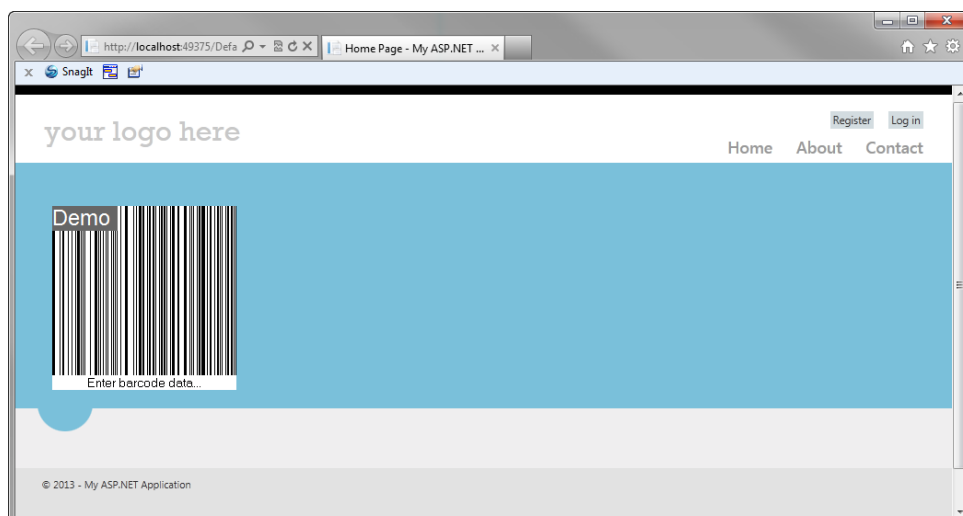 http://localhost:49375/Defa
Home Page - My ASP.NET ...
SnagIt
your logo here
Register Log in
Home About Contact
Demo
Enter barcode data...
© 2013 - My ASP.NET Application